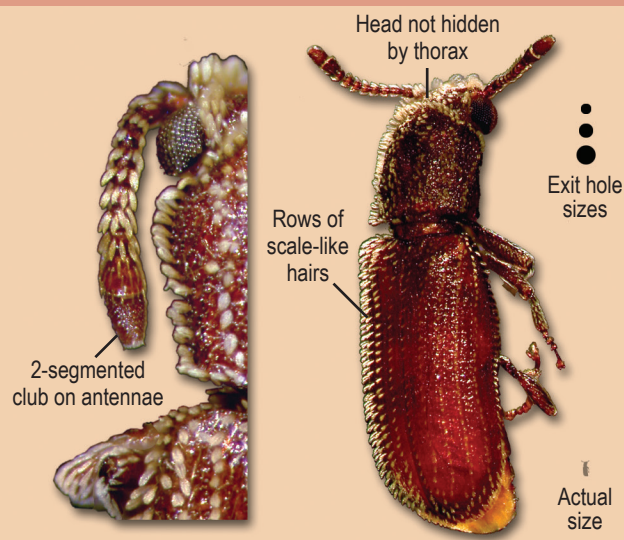 Head not hidden
by thorax
Exit hole
sizes
Rows of
scale-like
hairs
2-segmented
club on antennae
Actual
size